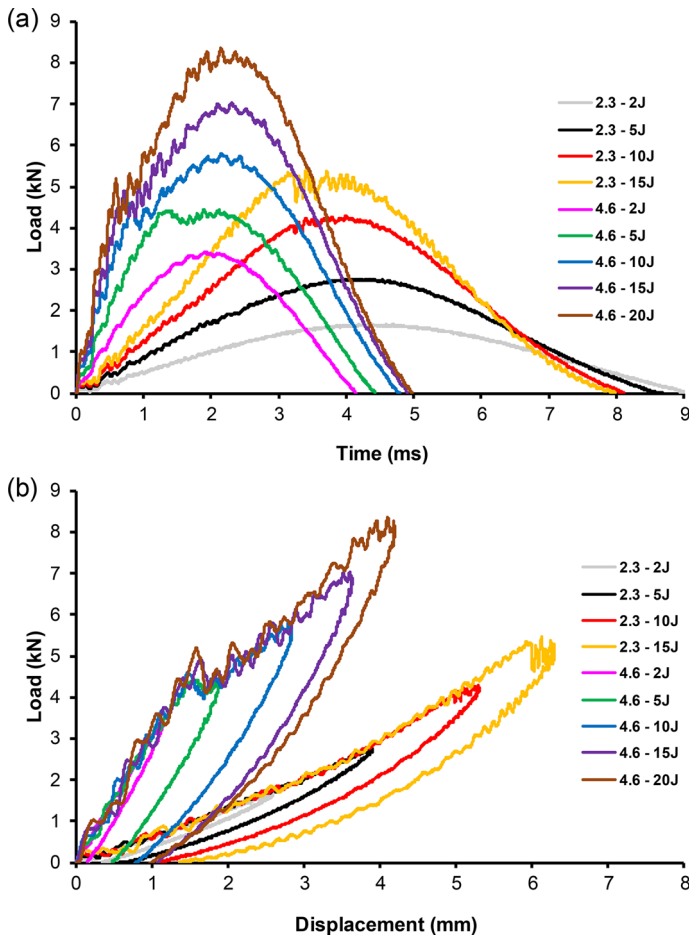 (a)
9
8
7
6
5
4
3
2
1
0
Load (kN)
0 1 2 3 4 5 6 7 8 9
Time (ms)
2.3 - 2J
2.3 - 5J
2.3 - 10J
2.3 - 15J
4.6 - 2J
4.6 - 5J
4.6 - 10J
4.6 - 15J
4.6 - 20J
(b)
9
8
7
6
5
4
3
2
1
0
Load (kN)
0 1 2 3 4 5 6 7 8
Displacement (mm)
2.3 - 2J
2.3 - 5J
2.3 - 10J
2.3 - 15J
4.6 - 2J
4.6 - 5J
4.6 - 10J
4.6 - 15J
4.6 - 20J